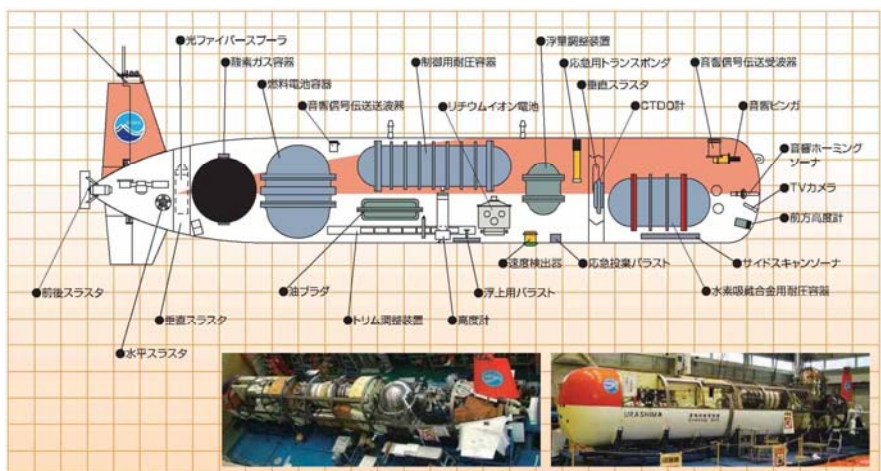 光ファイバースプーラ
酸素ガス容器
燃料電池容器
音響信号伝送送波器
制御用耐圧容器
リチウムイオン電池
浮量調整装置
応急用トランスポンダ
垂直スラスタ
CTDO計
音響信号伝送受波器
音響ピンガ
音響ホーミング
ソーナ
TVカメラ
前方高度計
サイドスキャンソーナ
水素吸蔵合金用耐圧容器
応急投棄バラスト
速度検出器
浮上用バラスト
高度計
トリム調整装置
油ブラダ
垂直スラスタ
水平スラスタ
前後スラスタ
URASHIMA